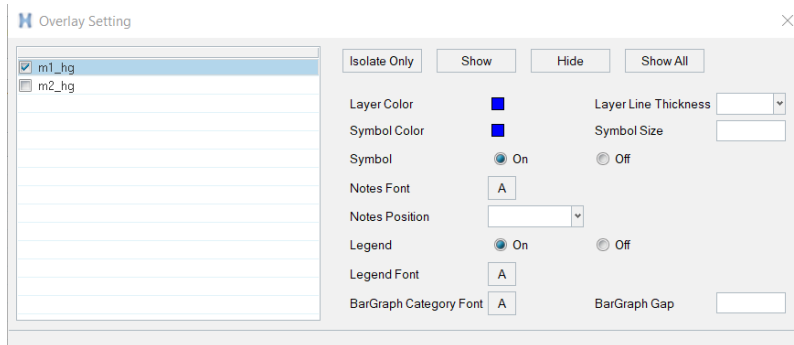 Overlay Setting
m1_hg
m2_hg
Isolate Only Show Hide Show All
Layer Color Layer Line Thickness
Symbol Color Symbol Size
Symbol On Off
Notes Font A
Notes Position
Legend On Off
Legend Font A
BarGraph Category Font A BarGraph Gap